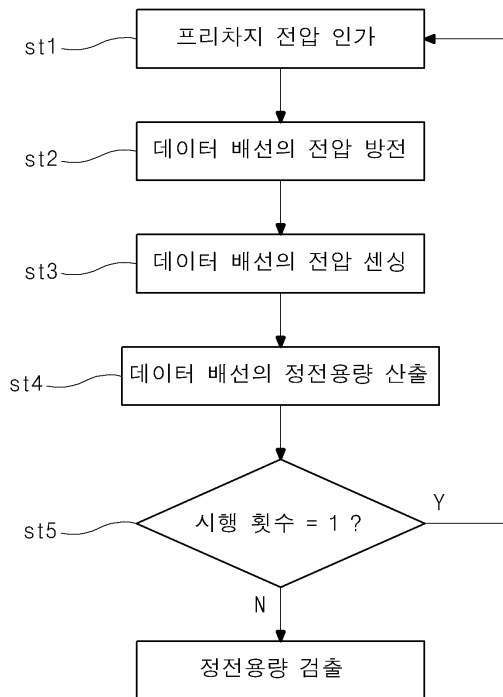 st1
프리차지 전압 인가
st2
데이터 배선의 전압 방전
st3
데이터 배선의 전압 센싱
st4
데이터 배선의 정전용량 산출
st5
시행 횟수 = 1 ?
Y
N
정전용량 검출